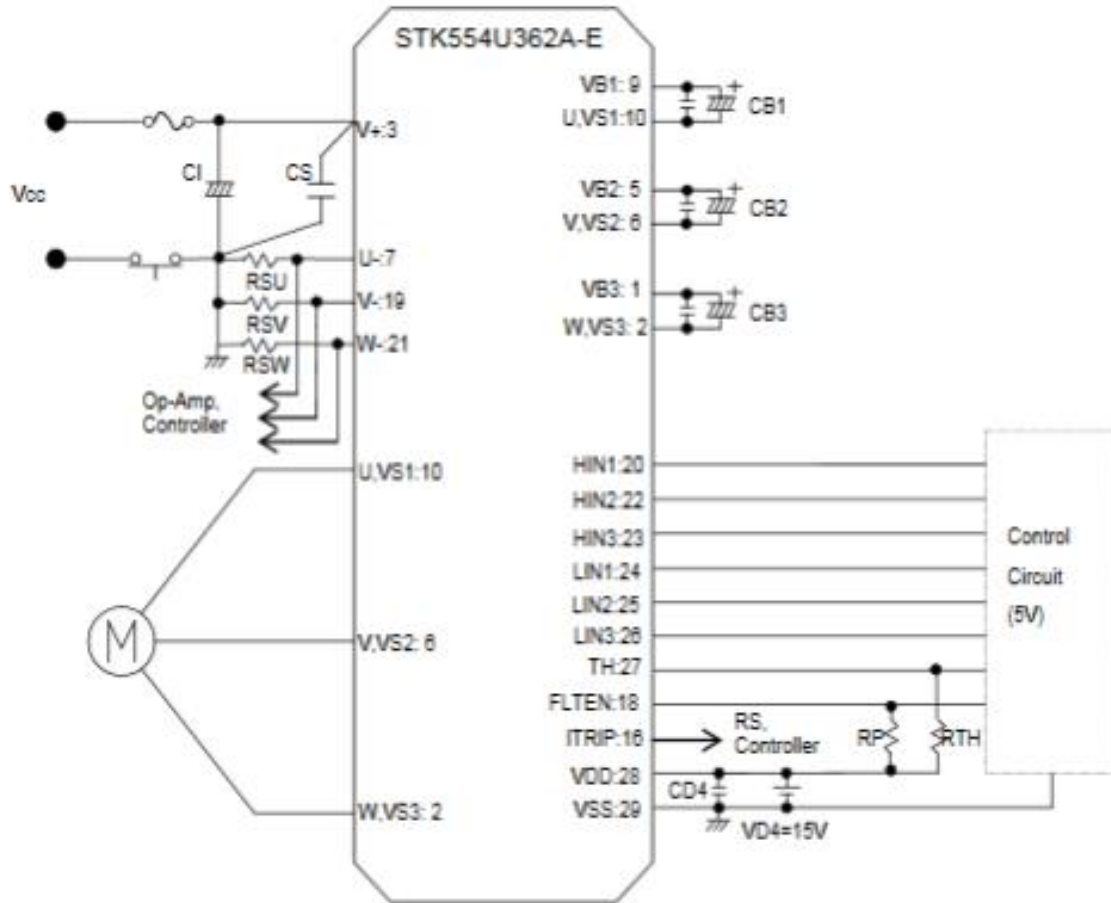 STK554U362A-E
VB1: 9
CB1
U,VS1:10
V+:3
CI
CS
Vcc
VB2: 5
CB2
V,VS2: 6
U-:7
RSU
V-:19
RSV
W-:21
RSW
VB3: 1
CB3
W,VS3: 2
Op-Amp,
Controller
U,VS1:10
V,VS2: 6
W,VS3: 2
M
HIN1:20
HIN2:22
HIN3:23
LIN1:24
LIN2:25
LIN3:26
TH:27
FLTEN:18
ITRIP:16
VDD:28
VSS:29
RS,
Controller
RP
RTH
CD4
VD4=15V
Control
Circuit
(5V)